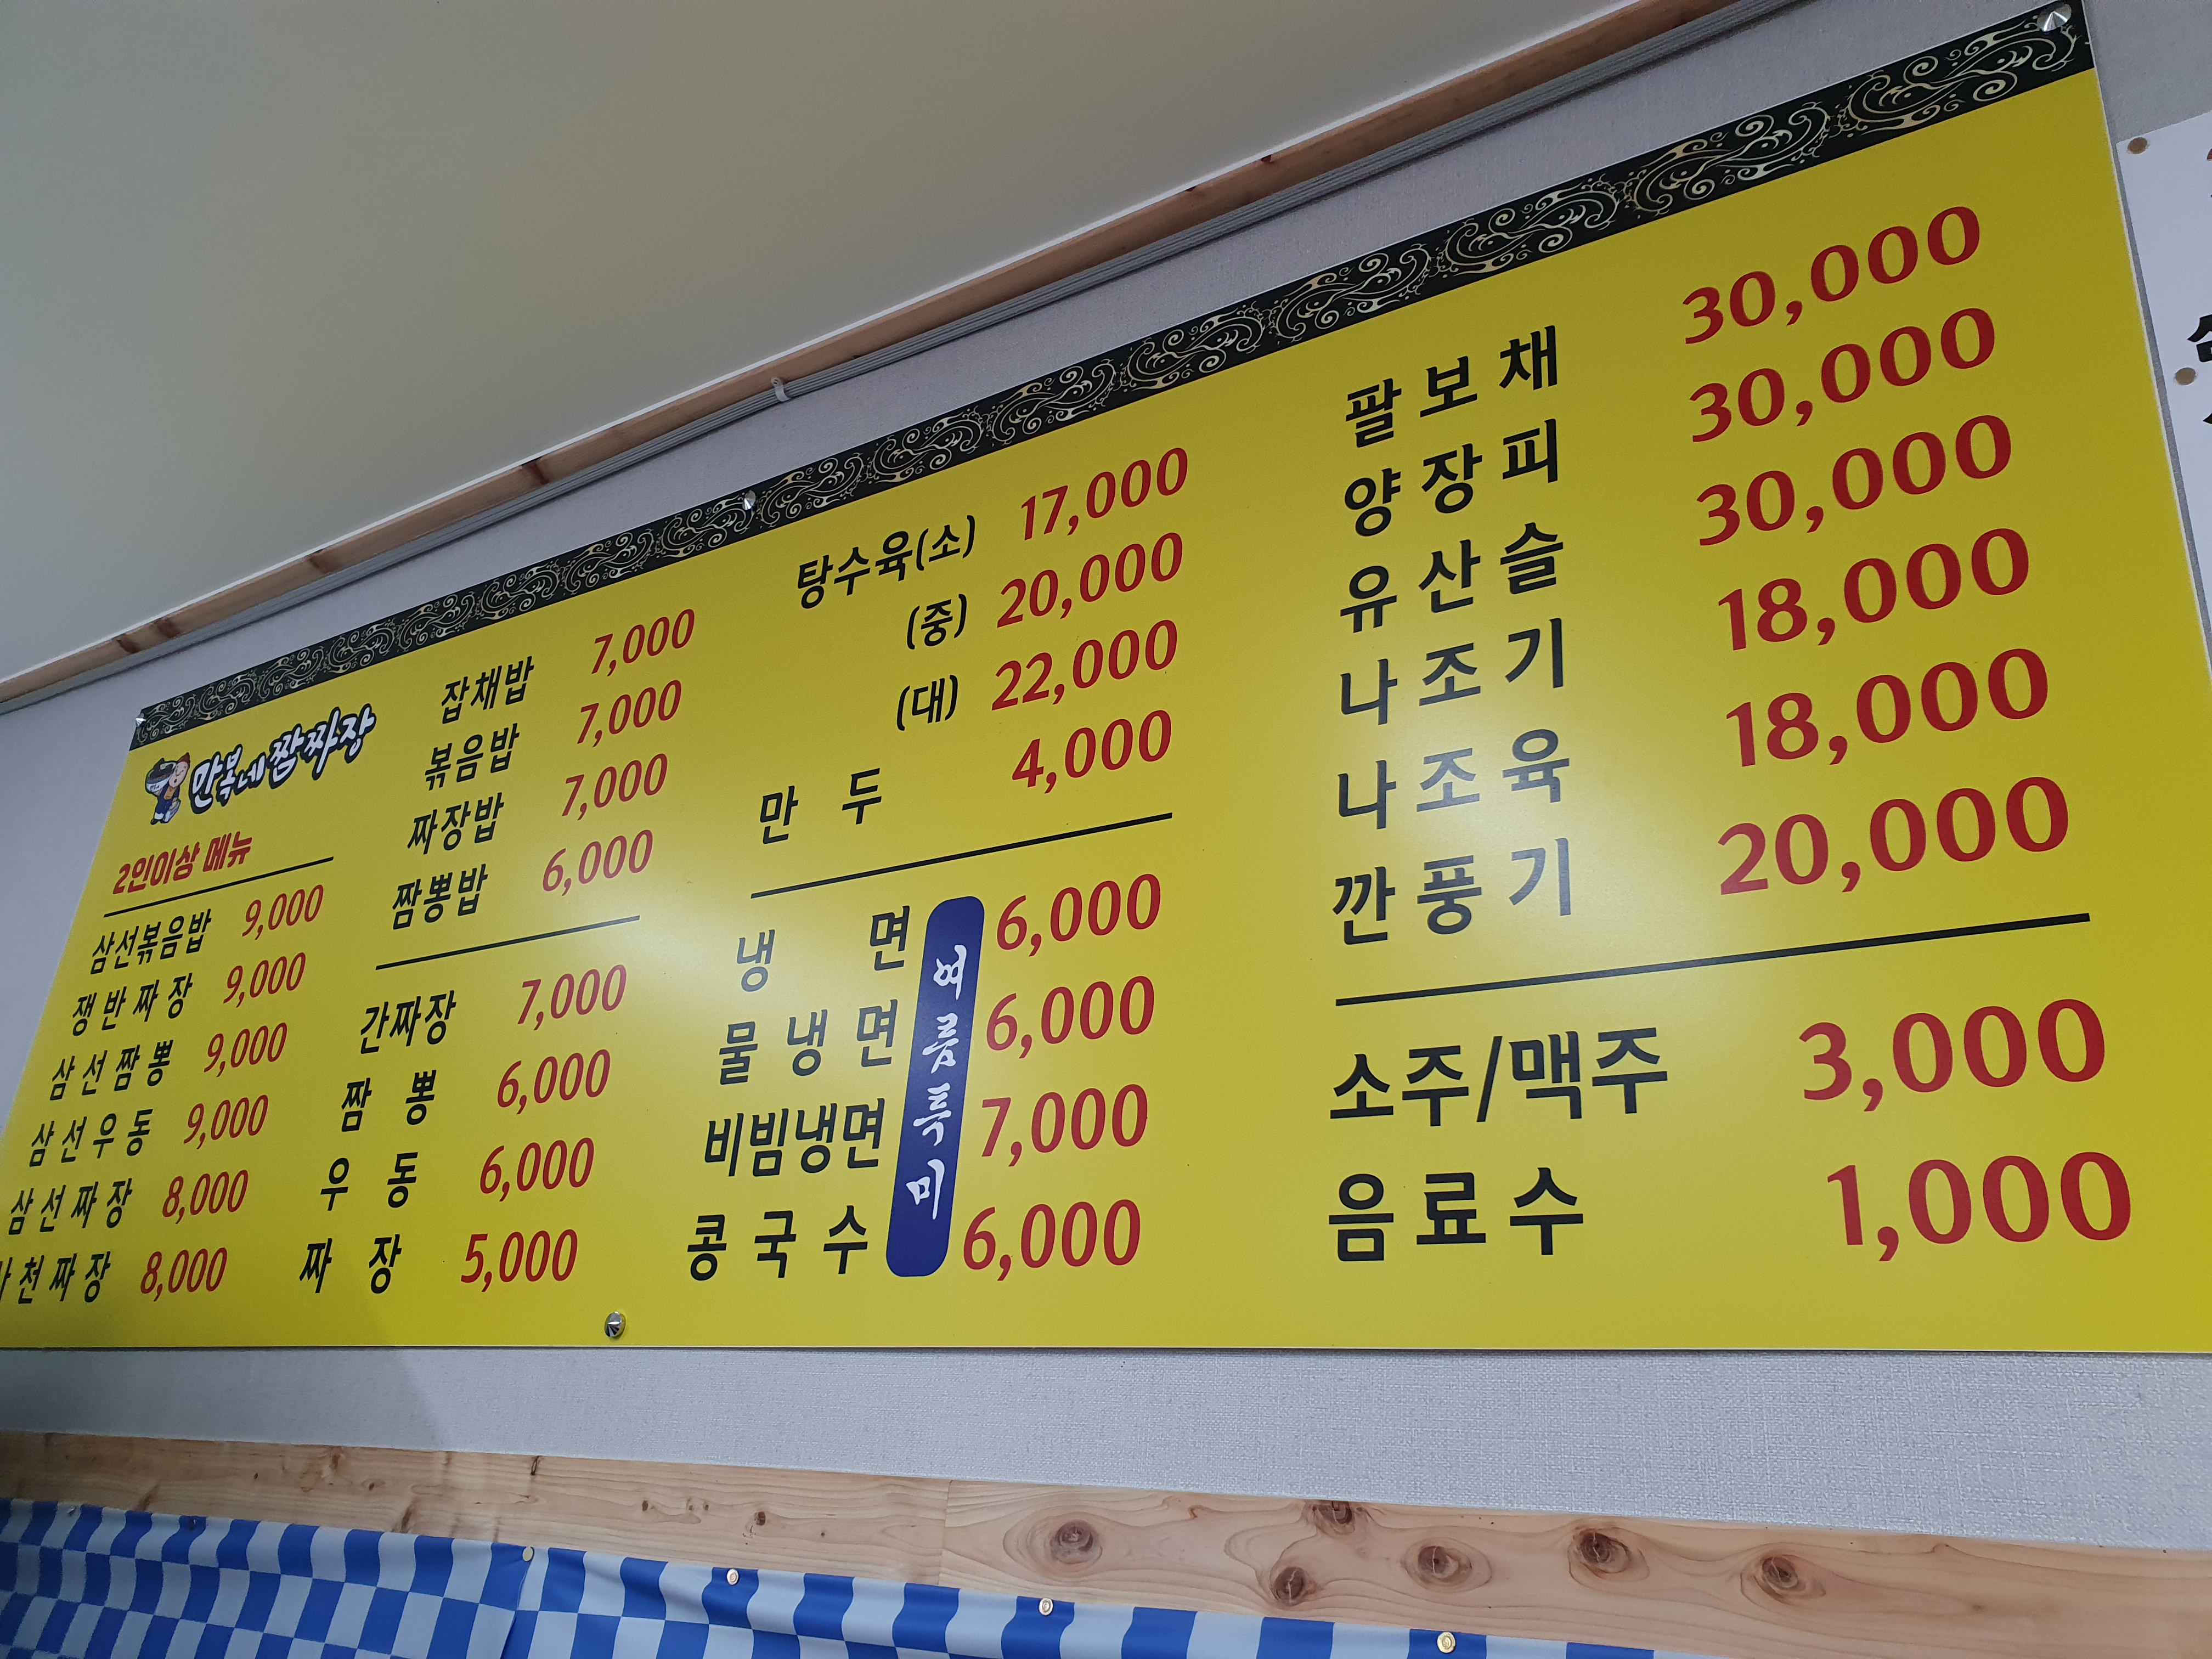 만복네짬짜장
2인이상 메뉴
삼선볶음밥 9,000
쟁반짜장 9,000
삼선짬뽕 9,000
삼선우동 9,000
삼선짜장 8,000
천짜장 8,000
잡채밥 7,000
볶음밥 7,000
짜장밥 7,000
짬뽕밥 6,000
간짜장 7,000
짬뽕 6,000
우동 6,000
짜장 5,000
탕수육(소) 17,000
(중) 20,000
(대) 22,000
만두 4,000
냉면 6,000
물냉면 6,000
비빔냉면 7,000
콩국수 6,000
팔보채 30,000
양장피 30,000
유산슬 30,000
나조기 18,000
나조육 18,000
깐풍기 20,000
소주/맥주 3,000
음료수 1,000